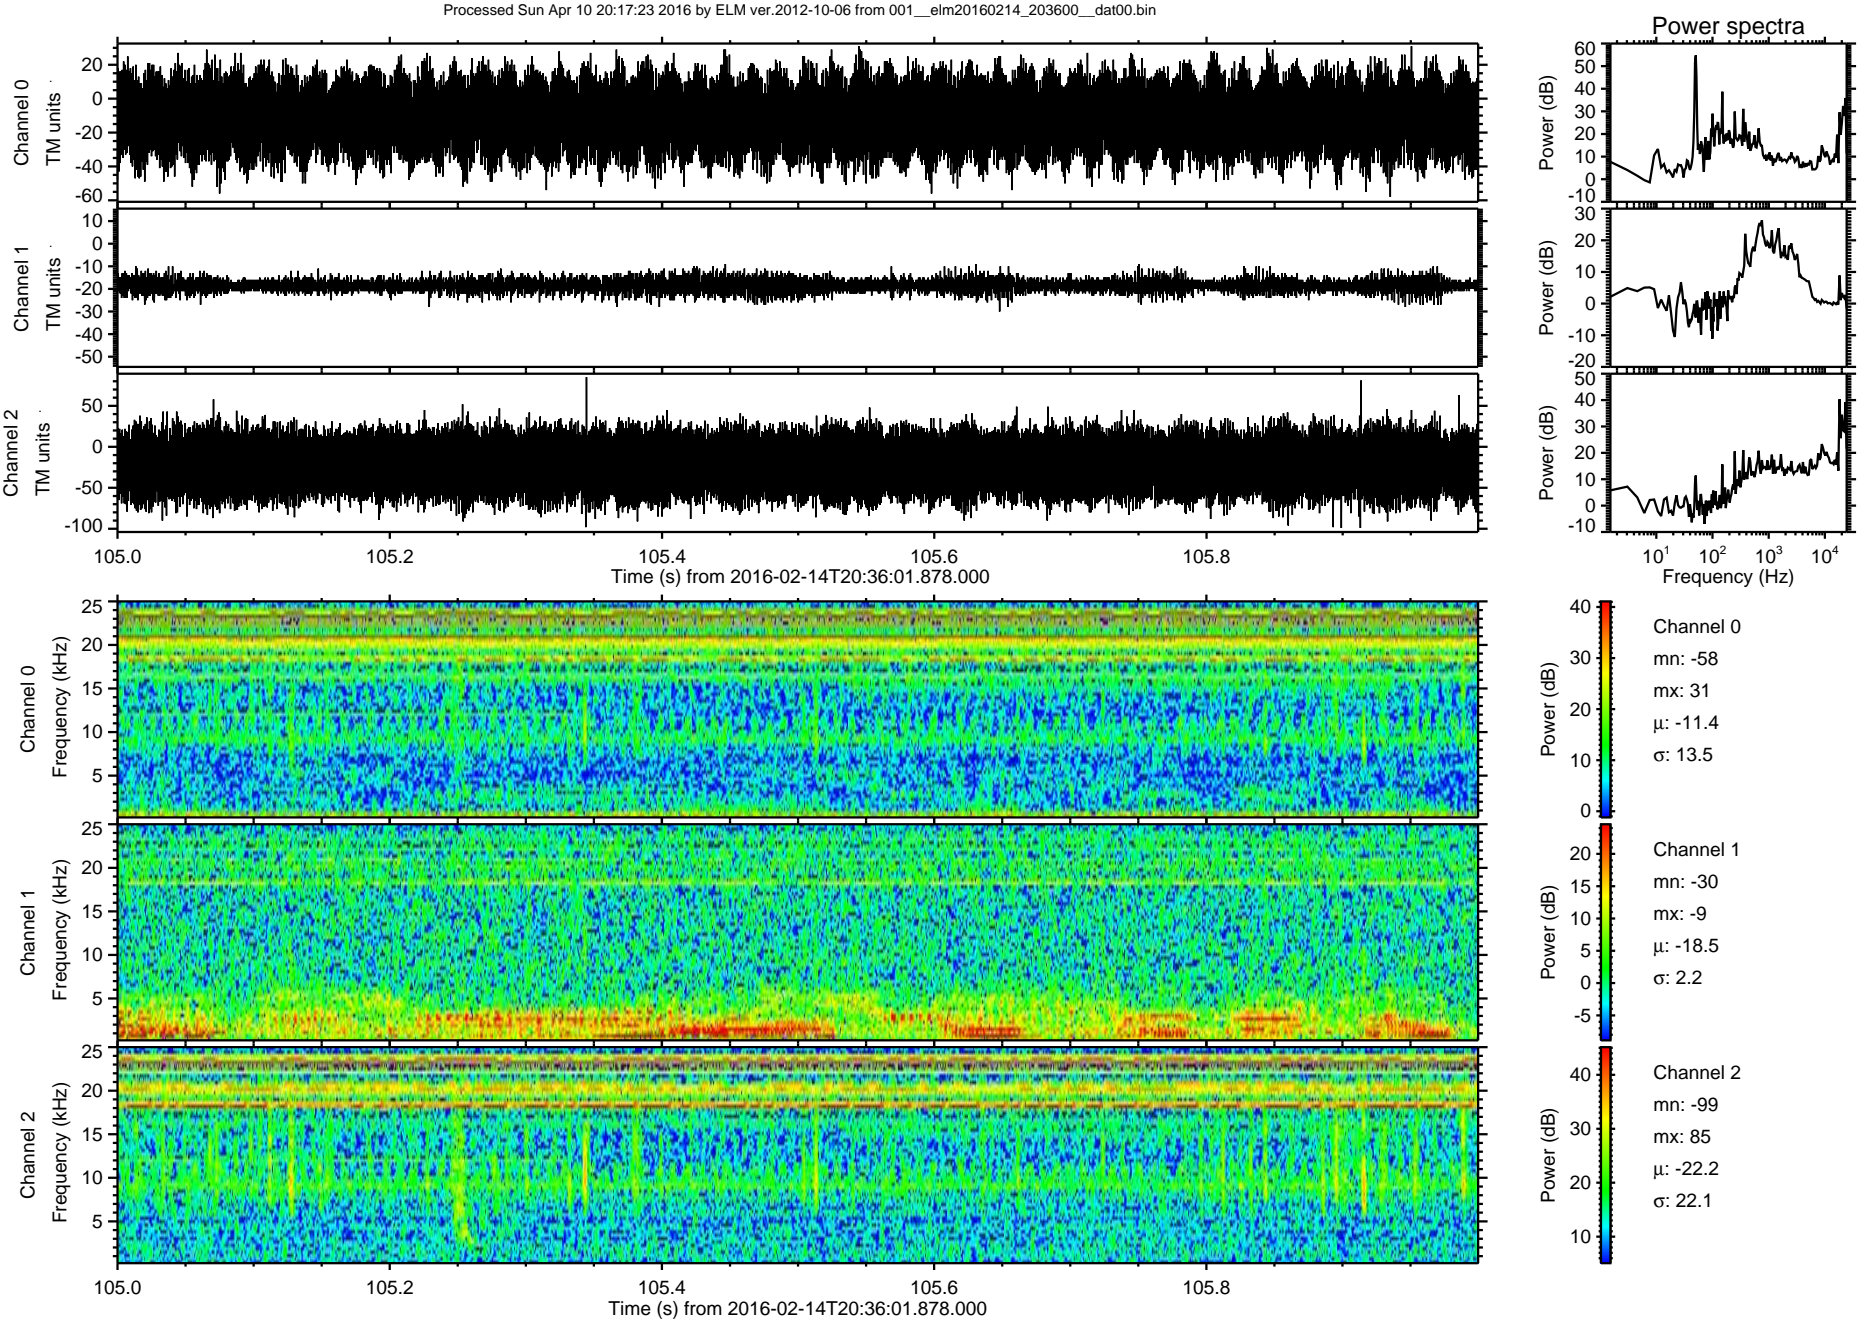 Processed Sun Apr 10 20:17:23 2016 by ELM ver.2012-10-06 from 001__elm20160214_203600__dat00.bin
Power spectra
Channel 0
TM units
20
0
-20
-40
-60
Power (dB)
60
50
40
30
20
10
0
-10
Channel 1
TM units
10
0
-10
-20
-30
-40
-50
Power (dB)
30
20
10
0
-10
-20
Channel 2
TM units
50
0
-50
-100
Power (dB)
50
40
30
20
10
0
-10
105.0 105.2 105.4 105.6 105.8
Time (s) from 2016-02-14T20:36:01.878.000
10¹ 10² 10³ 10⁴
Frequency (Hz)
Channel 0
Frequency (kHz)
25
20
15
10
5
Power (dB)
40
30
20
10
0
Channel 0
mn: -58
mx: 31
μ: -11.4
σ: 13.5
Channel 1
Frequency (kHz)
25
20
15
10
5
Power (dB)
20
15
10
5
0
-5
Channel 1
mn: -30
mx: -9
μ: -18.5
σ: 2.2
Channel 2
Frequency (kHz)
25
20
15
10
5
Power (dB)
40
30
20
10
Channel 2
mn: -99
mx: 85
μ: -22.2
σ: 22.1
105.0 105.2 105.4 105.6 105.8
Time (s) from 2016-02-14T20:36:01.878.000